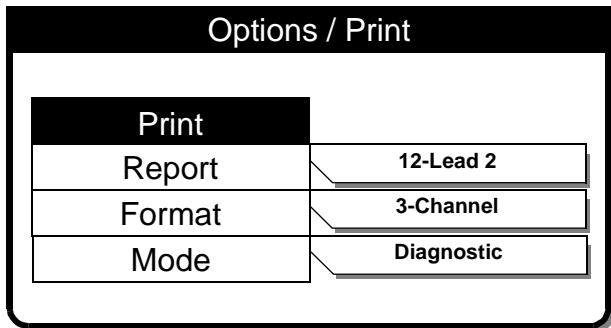 Options / Print
Print
Report 12-Lead 2
Format 3-Channel
Mode Diagnostic